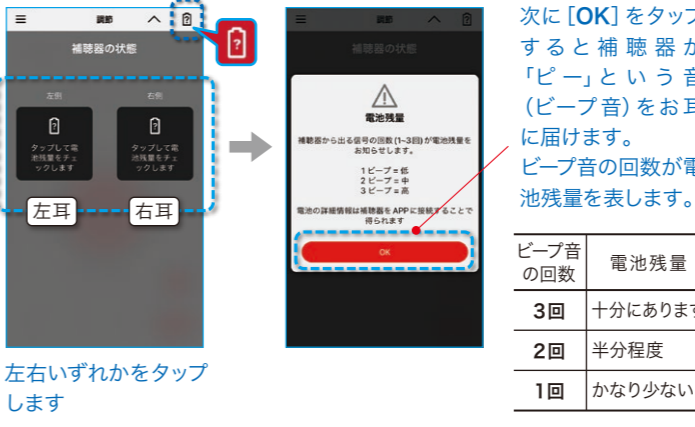 調節
補聴器の状態
左側
右側
タップして電
池残量をチェ
ックします
タップして電
池残量をチェ
ックします
左耳
右耳
左右いずれかをタップ
します
調節
補聴器の状態
電池残量
補聴器から出る信号の回数(1~3回)が電池残量を
お知らせします。
1ビープ=低
2ビープ=中
3ビープ=高
電池の詳細情報は補聴器をAPPに接続することで
得られます
OK
次に[OK]をタップ
すると補聴器が
「ピー」という音
(ビープ音)をお耳
に届けます。
ビープ音の回数が電
池残量を表します。
ビープ音
の回数
電池残量
3回 十分にあります
2回 半分程度
1回 かなり少ない